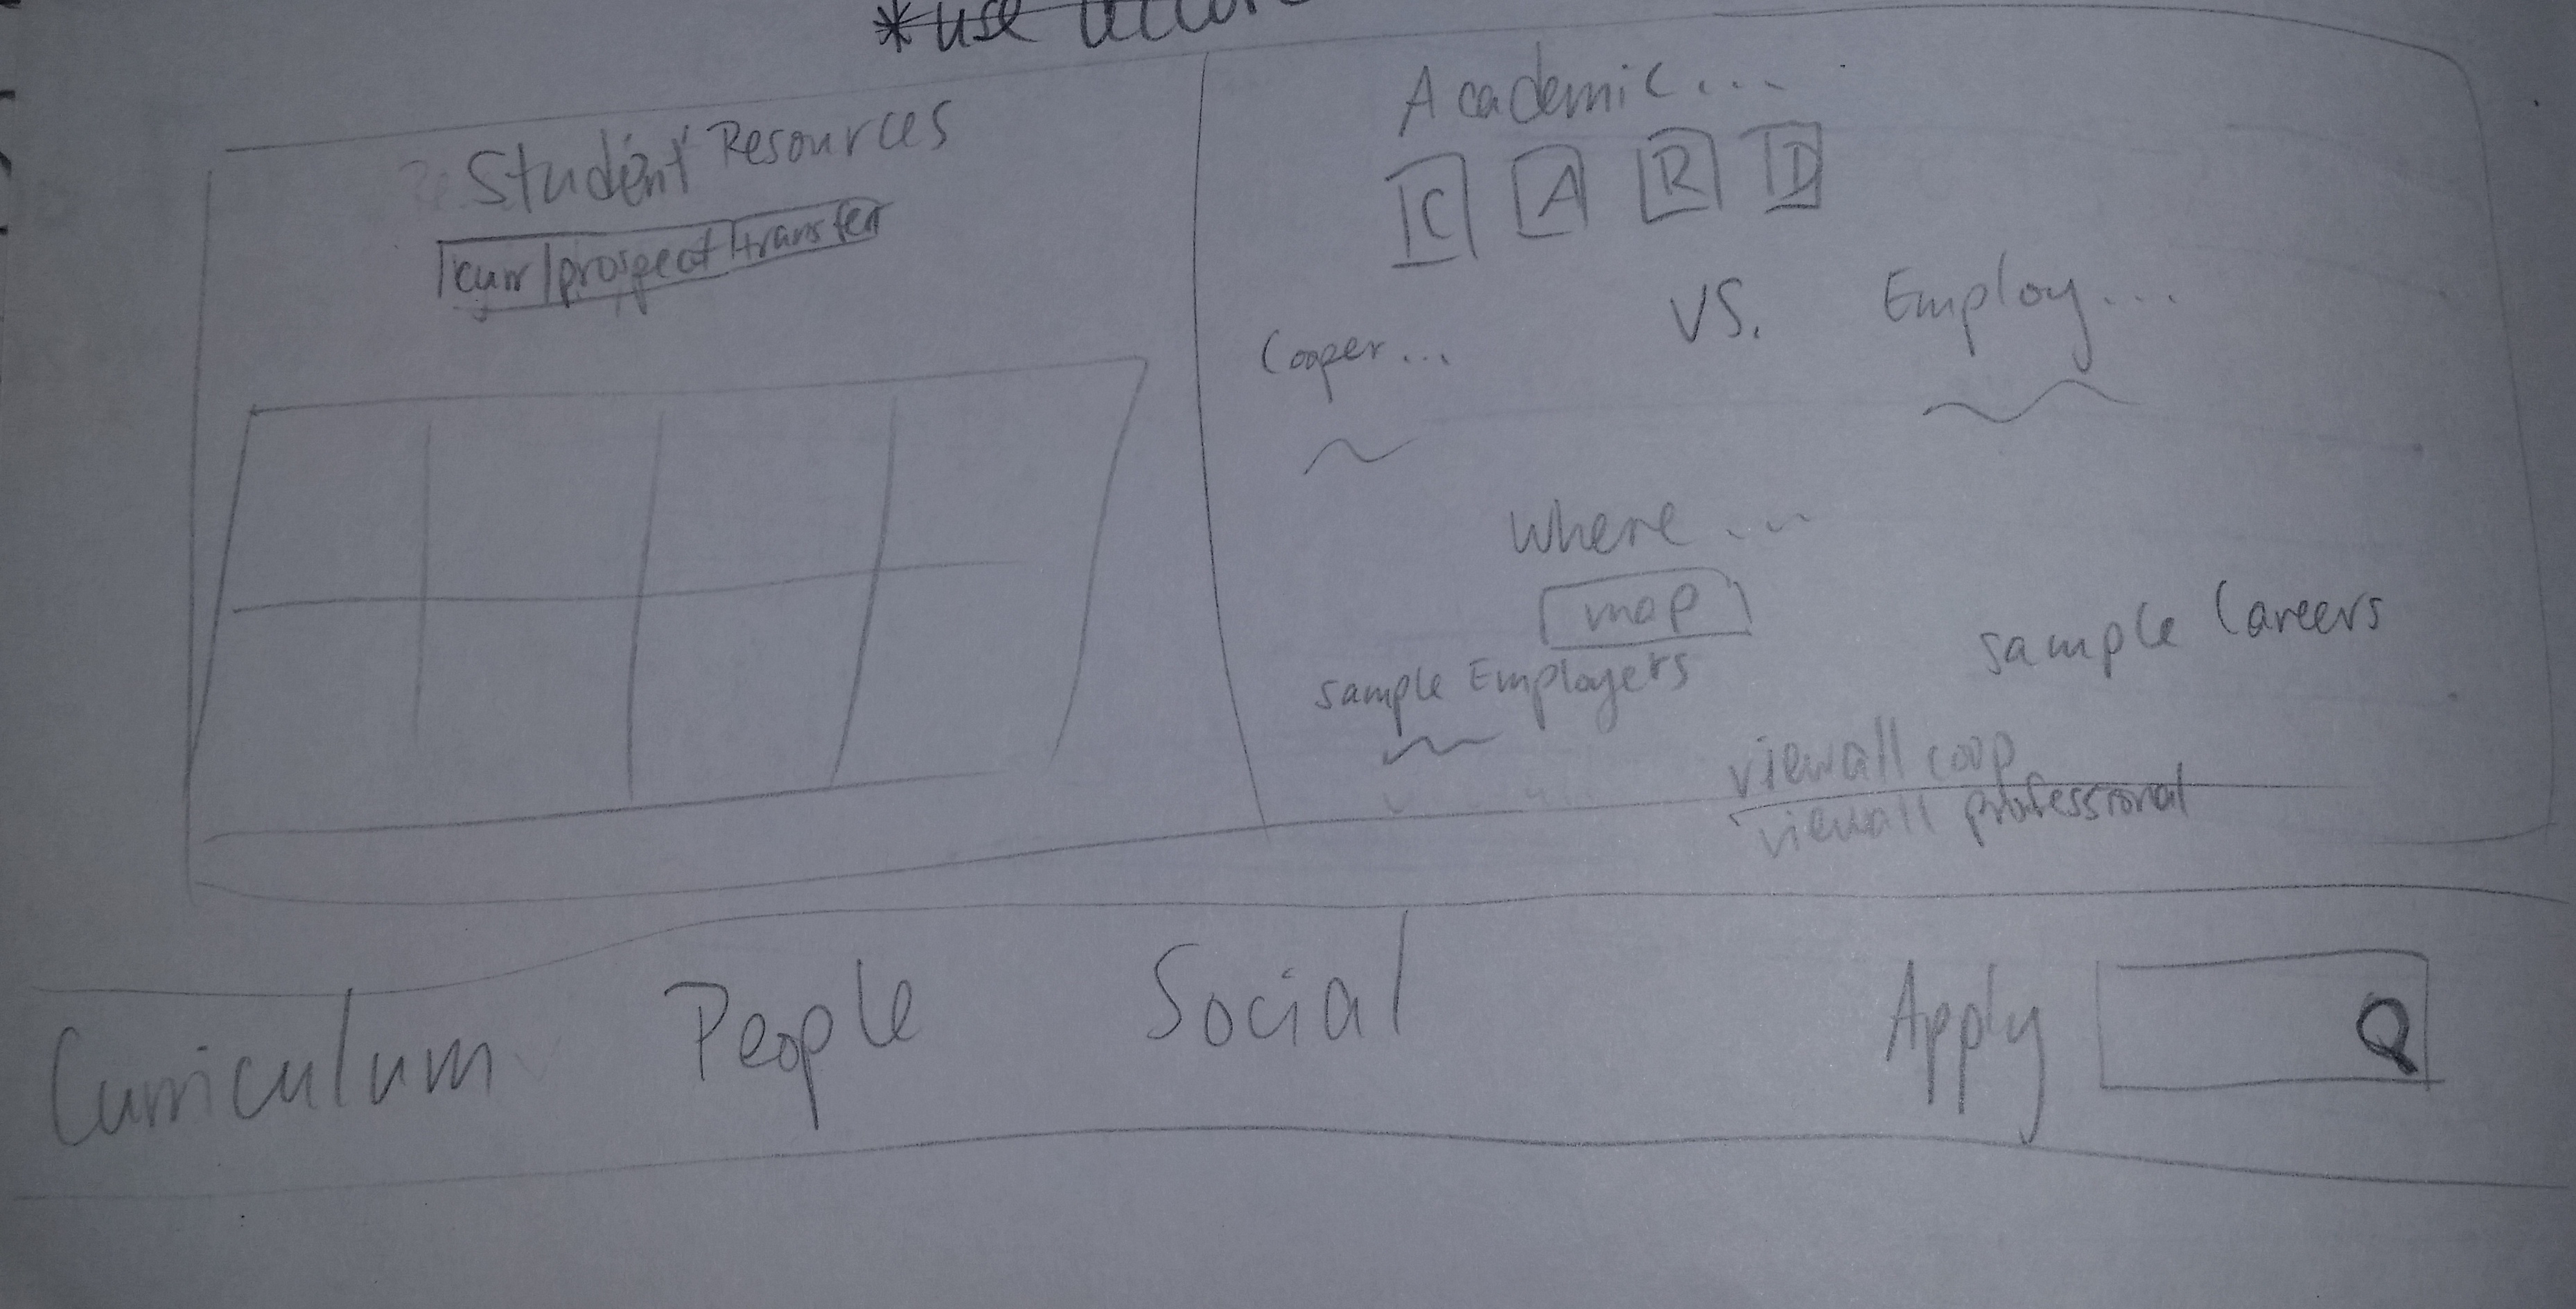 *use
Student Resources
curr/prospect transfer
Academic...
C A R D
Cooper... VS. Employ...
Where...
map
sample Employers
sample Careers
viewall coop
viewall professional
Curriculum People Social Apply